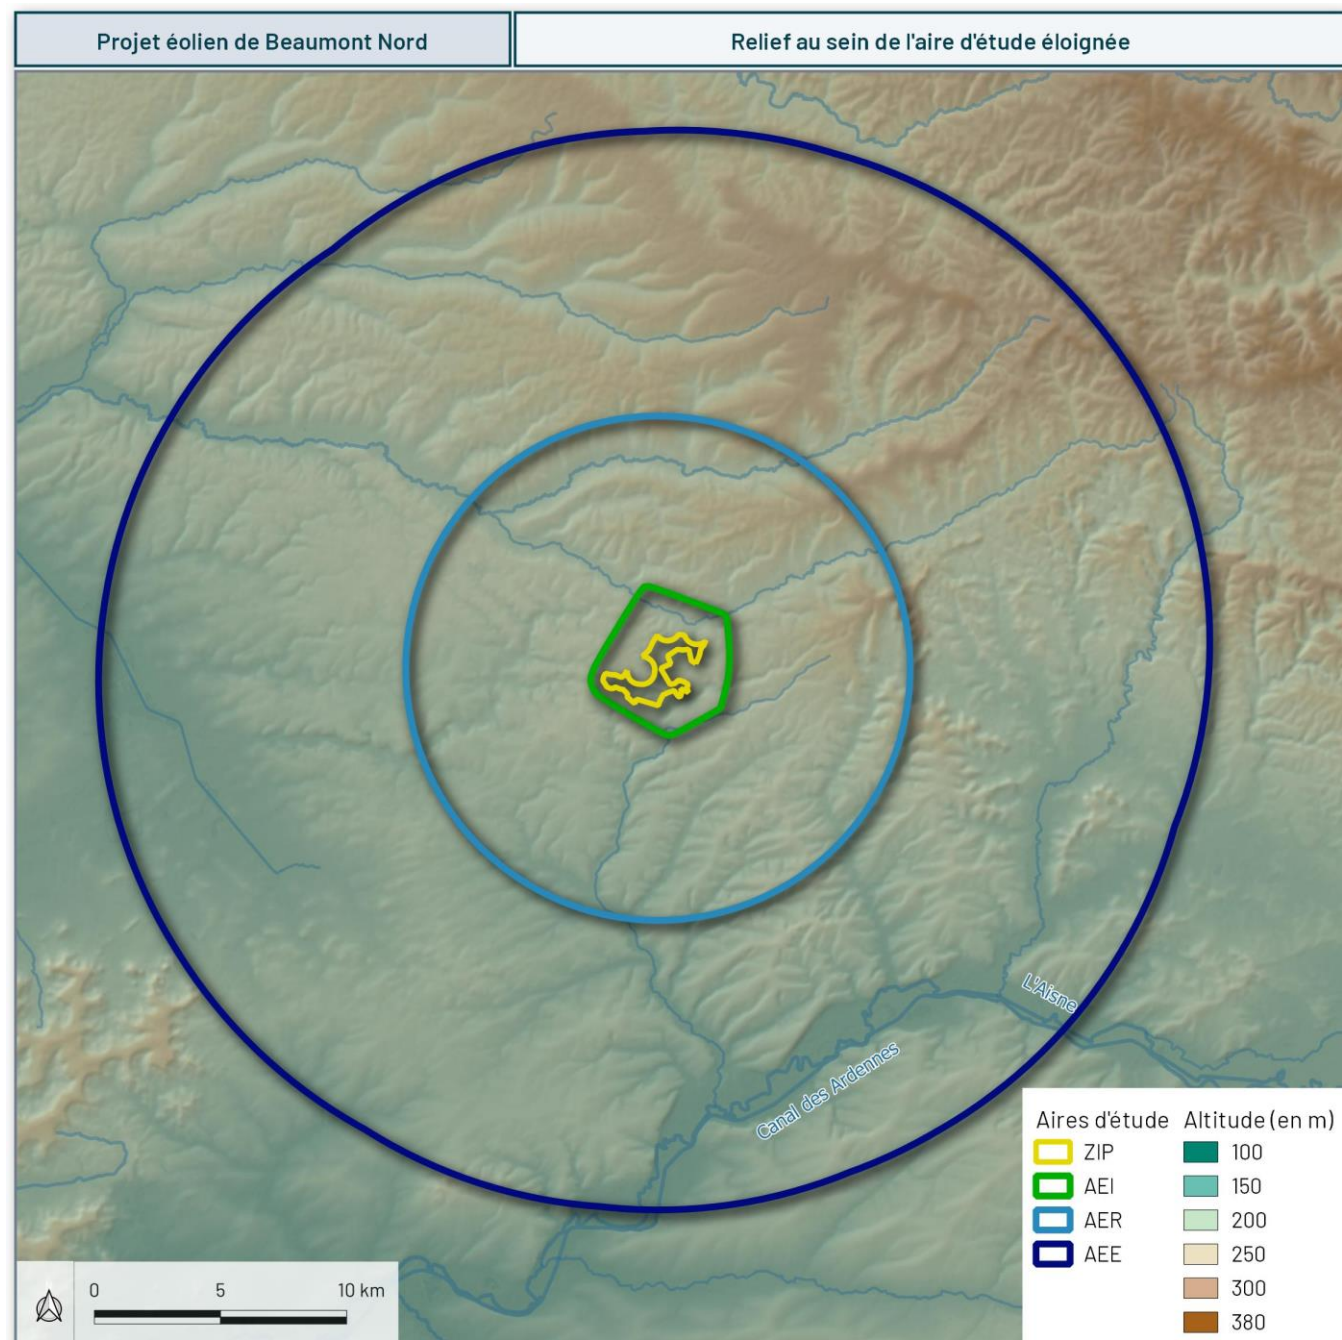 Projet éolien de Beaumont Nord
Relief au sein de l'aire d'étude éloignée
L'Aisne
Canal des Ardennes
Aires d'étude
ZIP
AEI
AER
AEE
Altitude (en m)
100
150
200
250
300
380
0 5 10 km